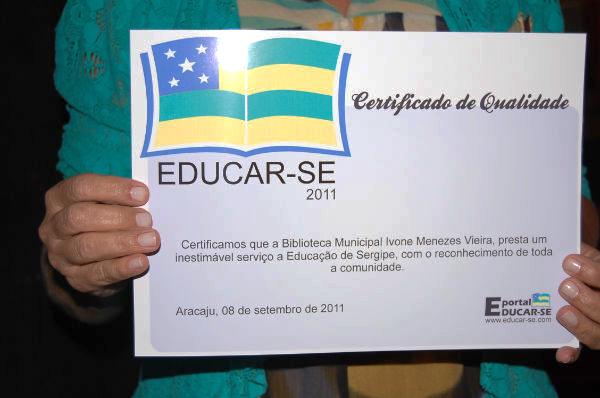 Certificado de Qualidade
EDUCAR-SE
2011
Certificamos que a Biblioteca Municipal Ivone Menezes Vieira, presta um
inestimável serviço a Educação de Sergipe, com o reconhecimento de toda
a comunidade.
Aracaju, 08 de setembro de 2011
Eportal
EDUCAR-SE
www.educar-se.com